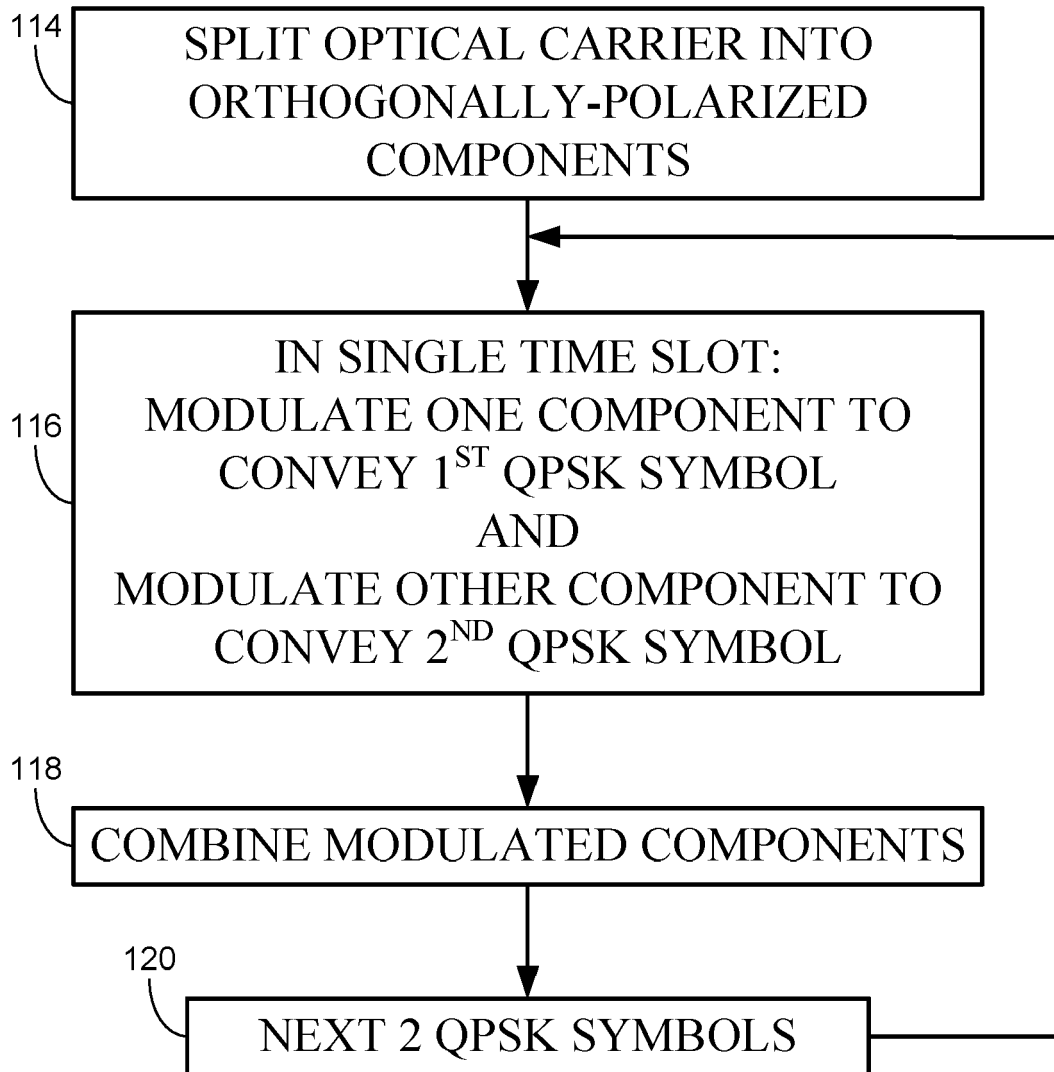 114
SPLIT OPTICAL CARRIER INTO
ORTHOGONALLY-POLARIZED
COMPONENTS
116
IN SINGLE TIME SLOT:
MODULATE ONE COMPONENT TO
CONVEY 1ST QPSK SYMBOL
AND
MODULATE OTHER COMPONENT TO
CONVEY 2ND QPSK SYMBOL
118
COMBINE MODULATED COMPONENTS
120
NEXT 2 QPSK SYMBOLS